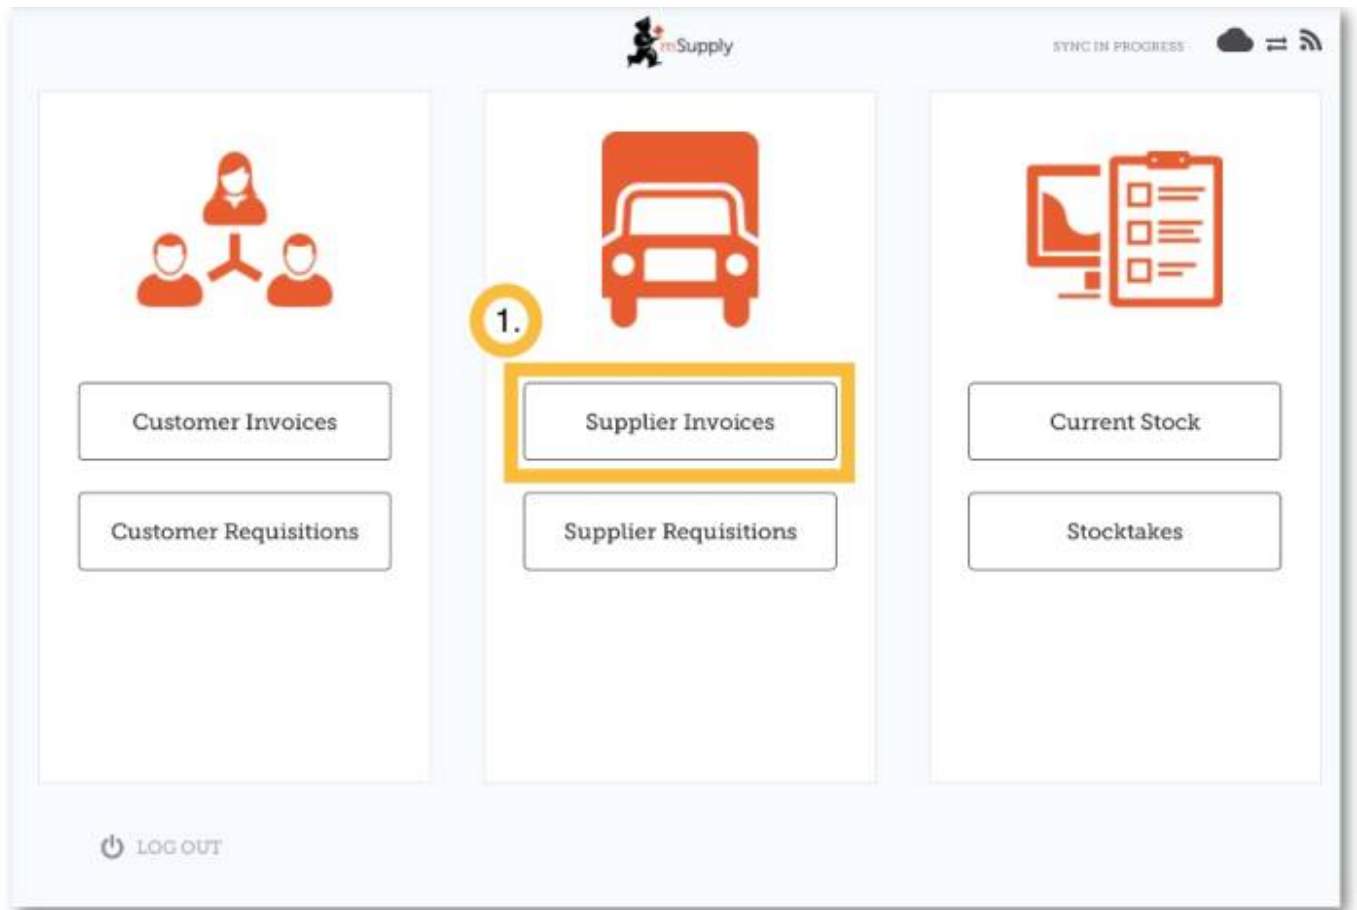 mSupply
SYNC IN PROGRESS
1.
Customer Invoices
Supplier Invoices
Current Stock
Customer Requisitions
Supplier Requisitions
Stocktakes
LOG OUT